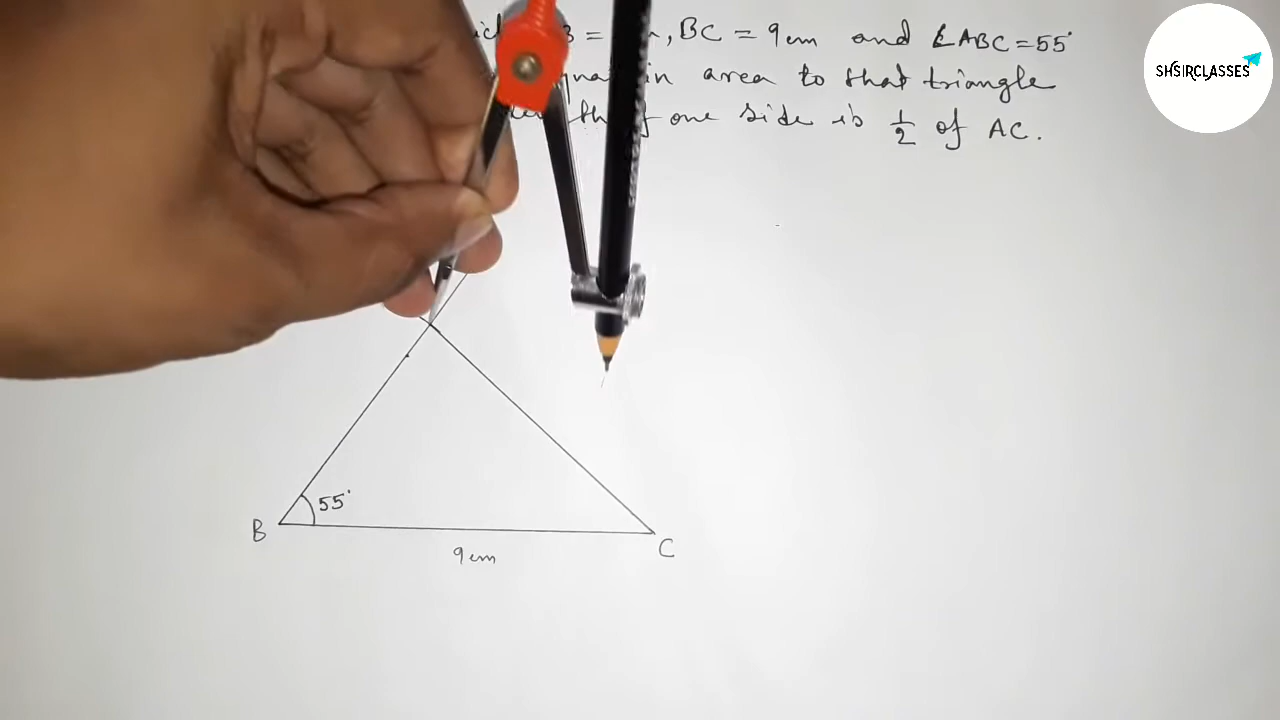 =
, BC = 9cm and ∠ABC = 55°
in area to that triangle
one side is 1/2 of AC.
SHSIRCLASSES
55°
B
C
9cm